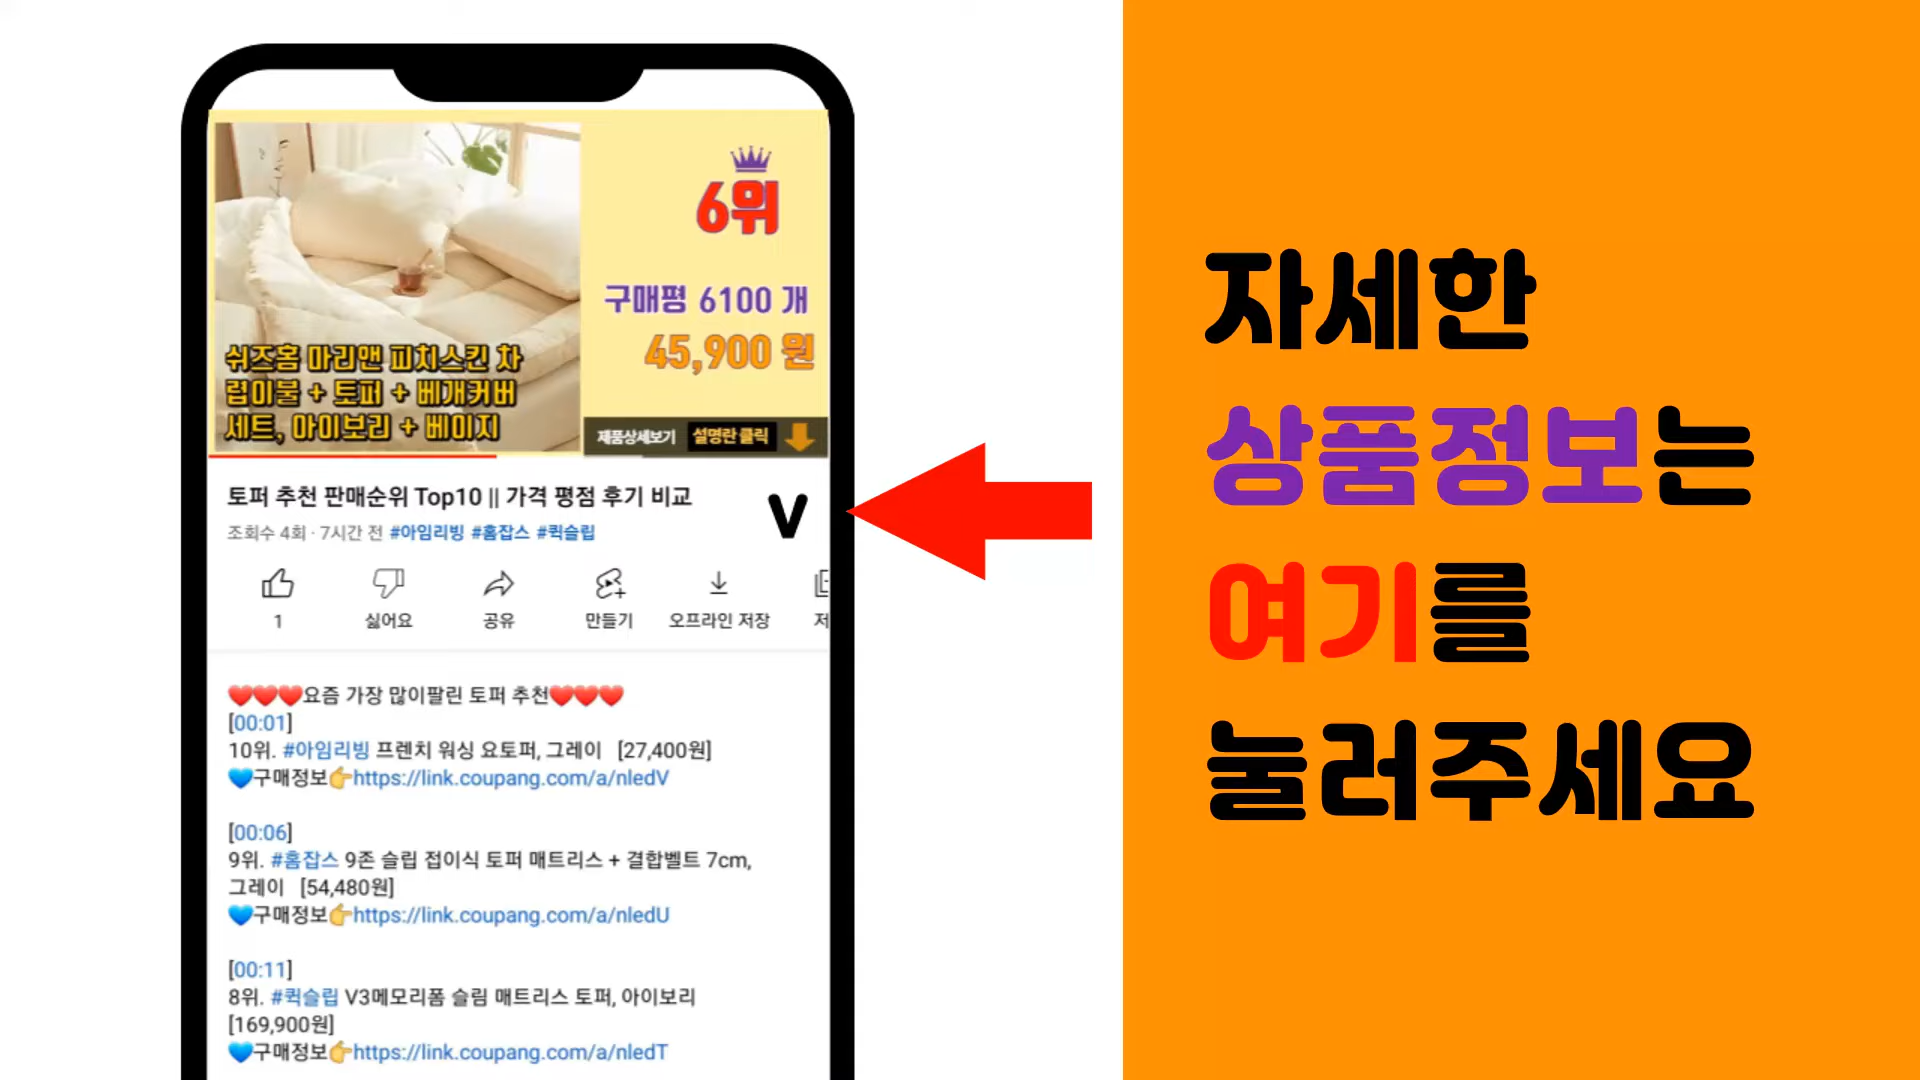 6위
구매평 6100 개
45,900 원
쉬즈홈 마리앤 피치스킨 차
렵이불 + 토퍼 + 베개커버
세트, 아이보리 + 베이지
제품상세보기 설명란 클릭
토퍼 추천 판매순위 Top10 || 가격 평점 후기 비교
V
조회수 4회 · 7시간 전 #아임리빙 #홈잡스 #퀵슬립
1 싫어요 공유 만들기 오프라인 저장 저
❤️❤️❤️요즘 가장 많이팔린 토퍼 추천❤️❤️❤️
[00:01]
10위. #아임리빙 프렌치 워싱 요토퍼, 그레이 [27,400원]
💙구매정보👉https://link.coupang.com/a/nledV
[00:06]
9위. #홈잡스 9존 슬립 접이식 토퍼 매트리스 + 결합벨트 7cm,
그레이 [54,480원]
💙구매정보👉https://link.coupang.com/a/nledU
[00:11]
8위. #퀵슬립 V3메모리폼 슬림 매트리스 토퍼, 아이보리
[169,900원]
💙구매정보👉https://link.coupang.com/a/nledT
자세한
상품정보는
여기를
눌러주세요